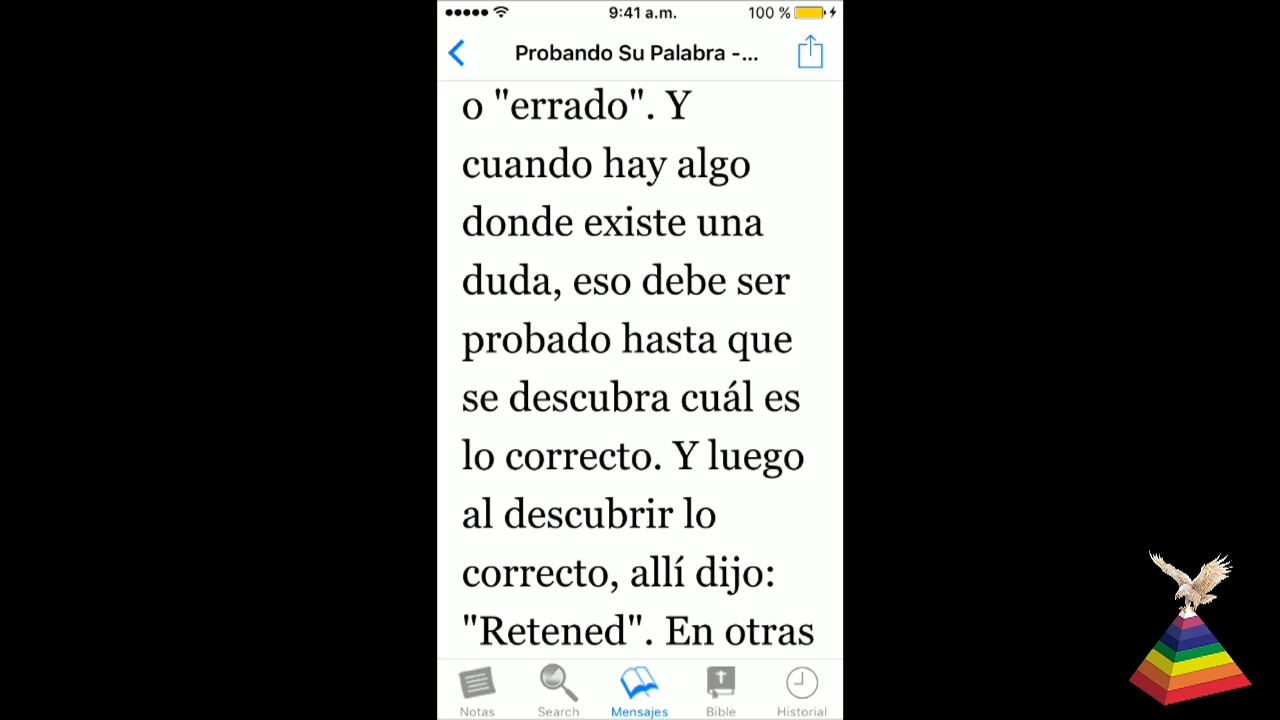 9:41 a.m.
100 %
Probando Su Palabra -...
o "errado". Y
cuando hay algo
donde existe una
duda, eso debe ser
probado hasta que
se descubra cuál es
lo correcto. Y luego
al descubrir lo
correcto, allí dijo:
"Retened". En otras
Notas
Search
Mensajes
Bible
Historial